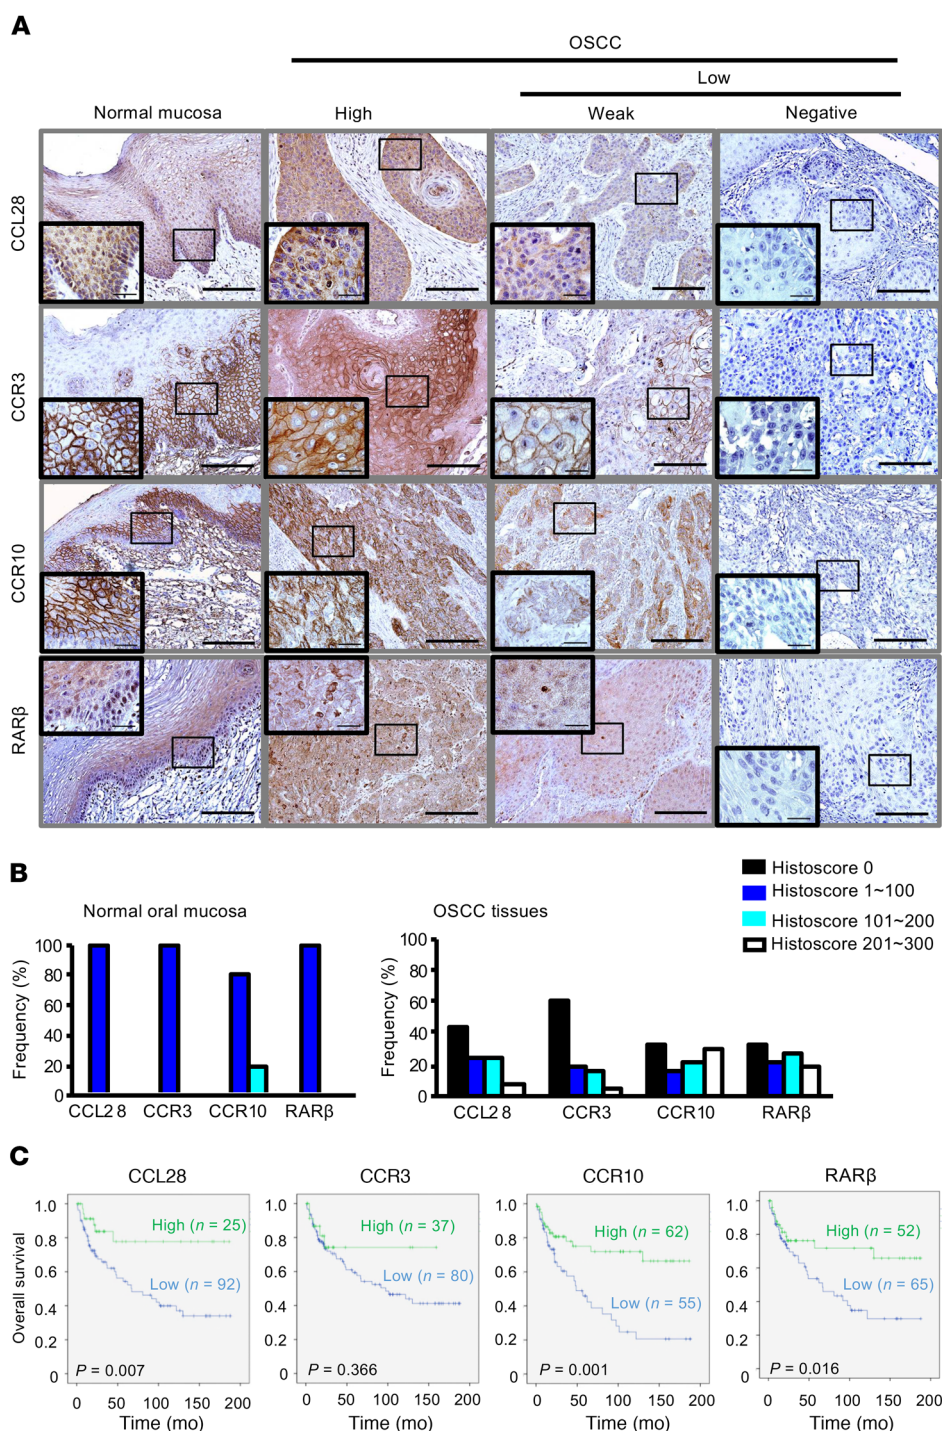 A
OSCC
Low
Normal mucosa High Weak Negative
CCL28
CCR3
CCR10
RARβ
B
Histoscore 0
Histoscore 1~100
Histoscore 101~200
Histoscore 201~300
Normal oral mucosa
OSCC tissues
Frequency (%)
100
80
60
40
20
0
CCL28 CCR3 CCR10 RARβ
Frequency (%)
100
80
60
40
20
0
CCL28 CCR3 CCR10 RARβ
C
CCL28
Overall survival
1.0
0.8
0.6
0.4
0.2
0
High (n = 25)
Low (n = 92)
P = 0.007
0 50 100 150 200
Time (mo)
CCR3
1.0
0.8
0.6
0.4
0.2
0
High (n = 37)
Low (n = 80)
P = 0.366
0 50 100 150 200
Time (mo)
CCR10
1.0
0.8
0.6
0.4
0.2
0
High (n = 62)
Low (n = 55)
P = 0.001
0 50 100 150 200
Time (mo)
RARβ
1.0
0.8
0.6
0.4
0.2
0
High (n = 52)
Low (n = 65)
P = 0.016
0 50 100 150 200
Time (mo)